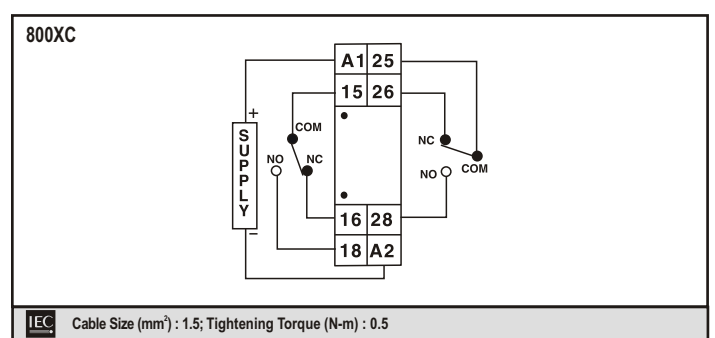 800XC
A1 25
15 26
COM
NO NC
+
SUPPLY
−
NC
NO COM
16 28
18 A2
IEC Cable Size (mm²) : 1.5; Tightening Torque (N-m) : 0.5